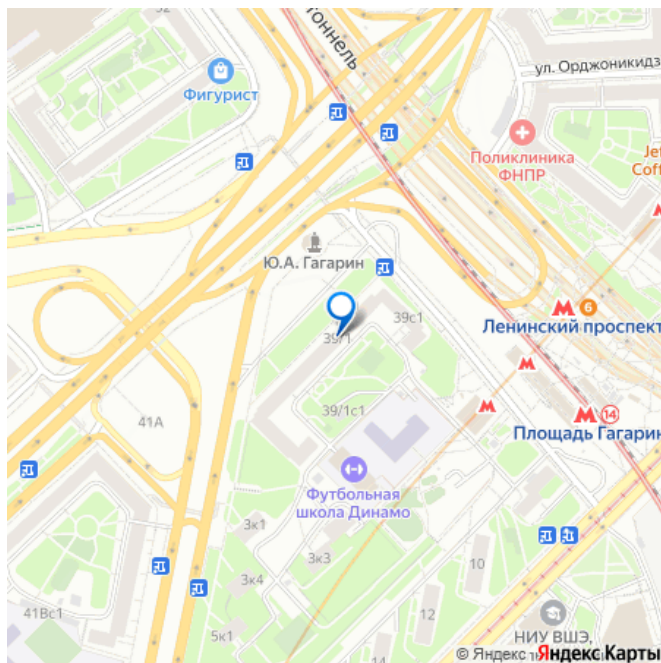 Тоннель
ул. Орджоникидз
Фигурист
Поликлиника
ФНПР
Jef
Coff
Ю.А. Гагарин
39с1
6
Ленинский проспект
39/1
14
Площадь Гагарин
39/1с1
41А
Футбольная
школа Динамо
3к1
3к3
10
3к4
12
41Вс1
5к1
14
НИУ ВШЭ,
© Яндекс Яндекс Карты